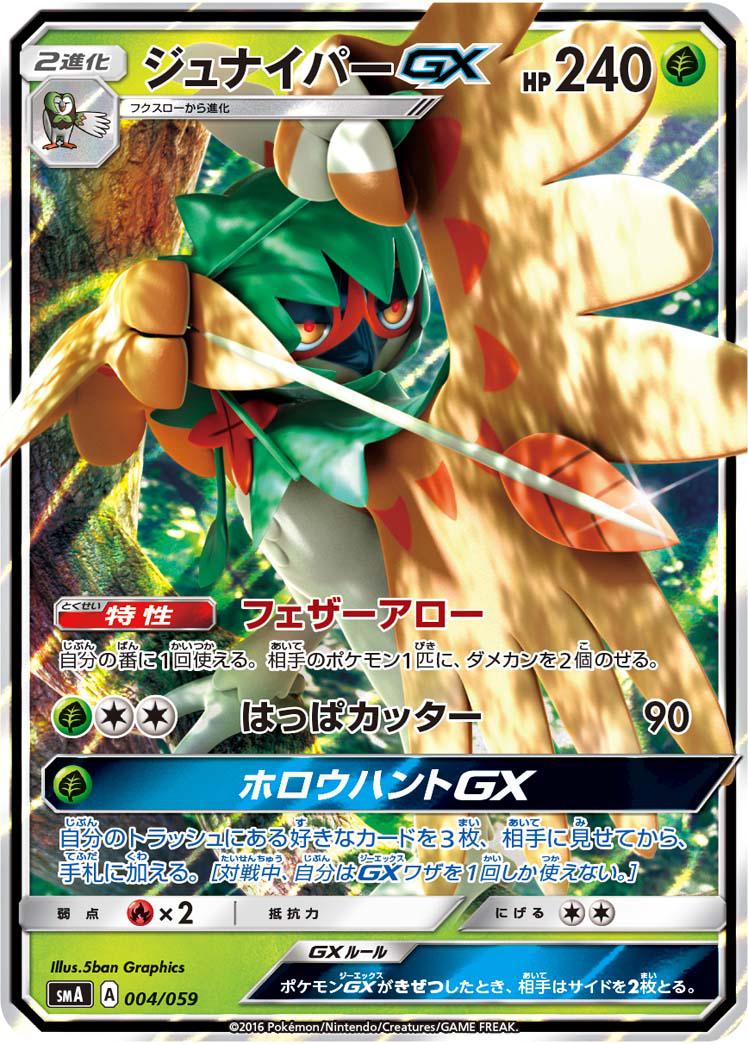 2進化 ジュナイパーGX HP240
フクスローから進化
とくせい
特性 フェザーアロー
自分の番に1回使える。相手のポケモン1匹に、ダメカンを2個のせる。
はっぱカッター 90
ホロウハントGX
自分のトラッシュにある好きなカードを3枚、相手に見せてから、
手札に加える。[対戦中、自分はGXワザを1回しか使えない。]
弱点 ×2 抵抗力 にげる
Illus.5ban Graphics
GXルール
ポケモンGXがきぜつしたとき、相手はサイドを2枚とる。
SMA A 004/059
©2016 Pokémon/Nintendo/Creatures/GAME FREAK.